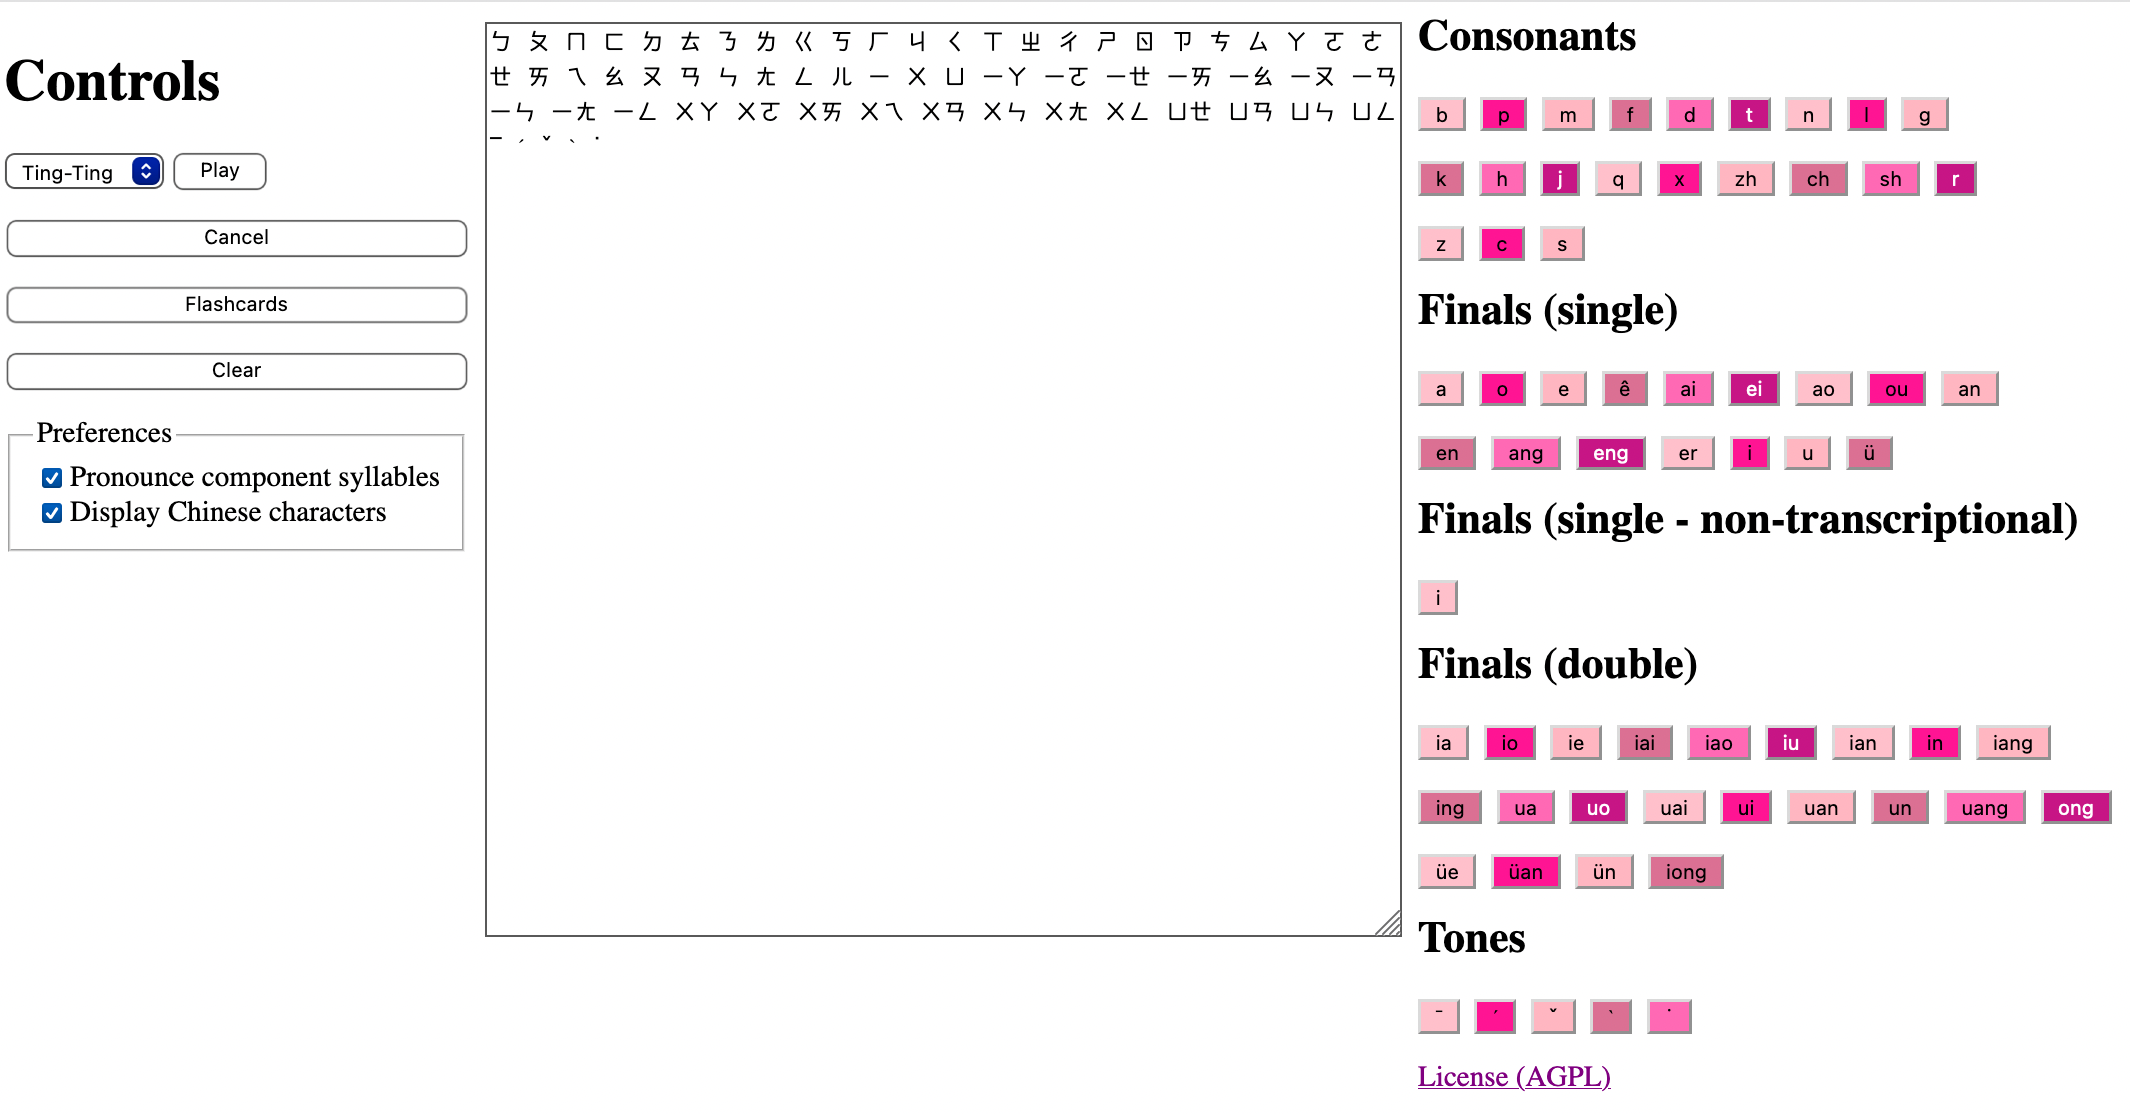 Controls
Ting-Ting
Play
Cancel
Flashcards
Clear
Preferences
Pronounce component syllables
Display Chinese characters
ㄅ ㄆ ㄇ ㄈ ㄉ ㄊ ㄋ ㄌ ㄍ ㄎ ㄏ ㄐ ㄑ ㄒ ㄓ ㄔ ㄕ ㄖ ㄗ ㄘ ㄙ ㄚ ㄛ ㄜ
ㄝ ㄞ ㄟ ㄠ ㄡ ㄢ ㄣ ㄤ ㄥ ㄦ ㄧ ㄨ ㄩ ㄧㄚ ㄧㄛ ㄧㄝ ㄧㄞ ㄧㄠ ㄧㄡ ㄧㄢ
ㄧㄣ ㄧㄤ ㄧㄥ ㄨㄚ ㄨㄛ ㄨㄞ ㄨㄟ ㄨㄢ ㄨㄣ ㄨㄤ ㄨㄥ ㄩㄝ ㄩㄢ ㄩㄣ ㄩㄥ
ˉ ˊ ˇ ˋ ˙
Consonants
b p m f d t n l g
k h j q x zh ch sh r
z c s
Finals (single)
a o e ê ai ei ao ou an
en ang eng er i u ü
Finals (single - non-transcriptional)
i
Finals (double)
ia io ie iai iao iu ian in iang
ing ua uo uai ui uan un uang ong
üe üan ün iong
Tones
ˉ ˊ ˇ ˋ ˙
License (AGPL)